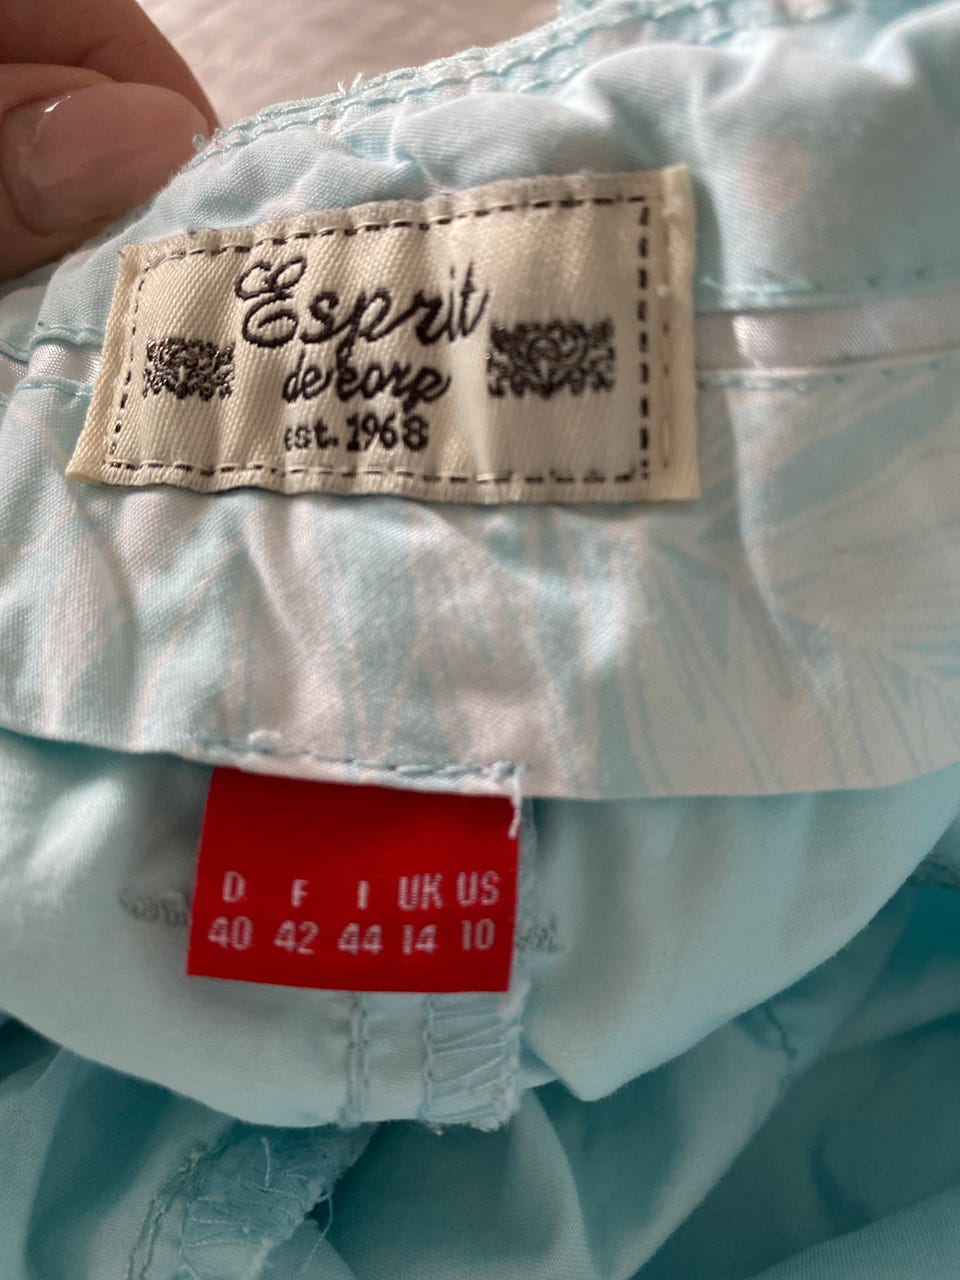 Esprit
de corp
est. 1968
D F I UK US
40 42 44 14 10